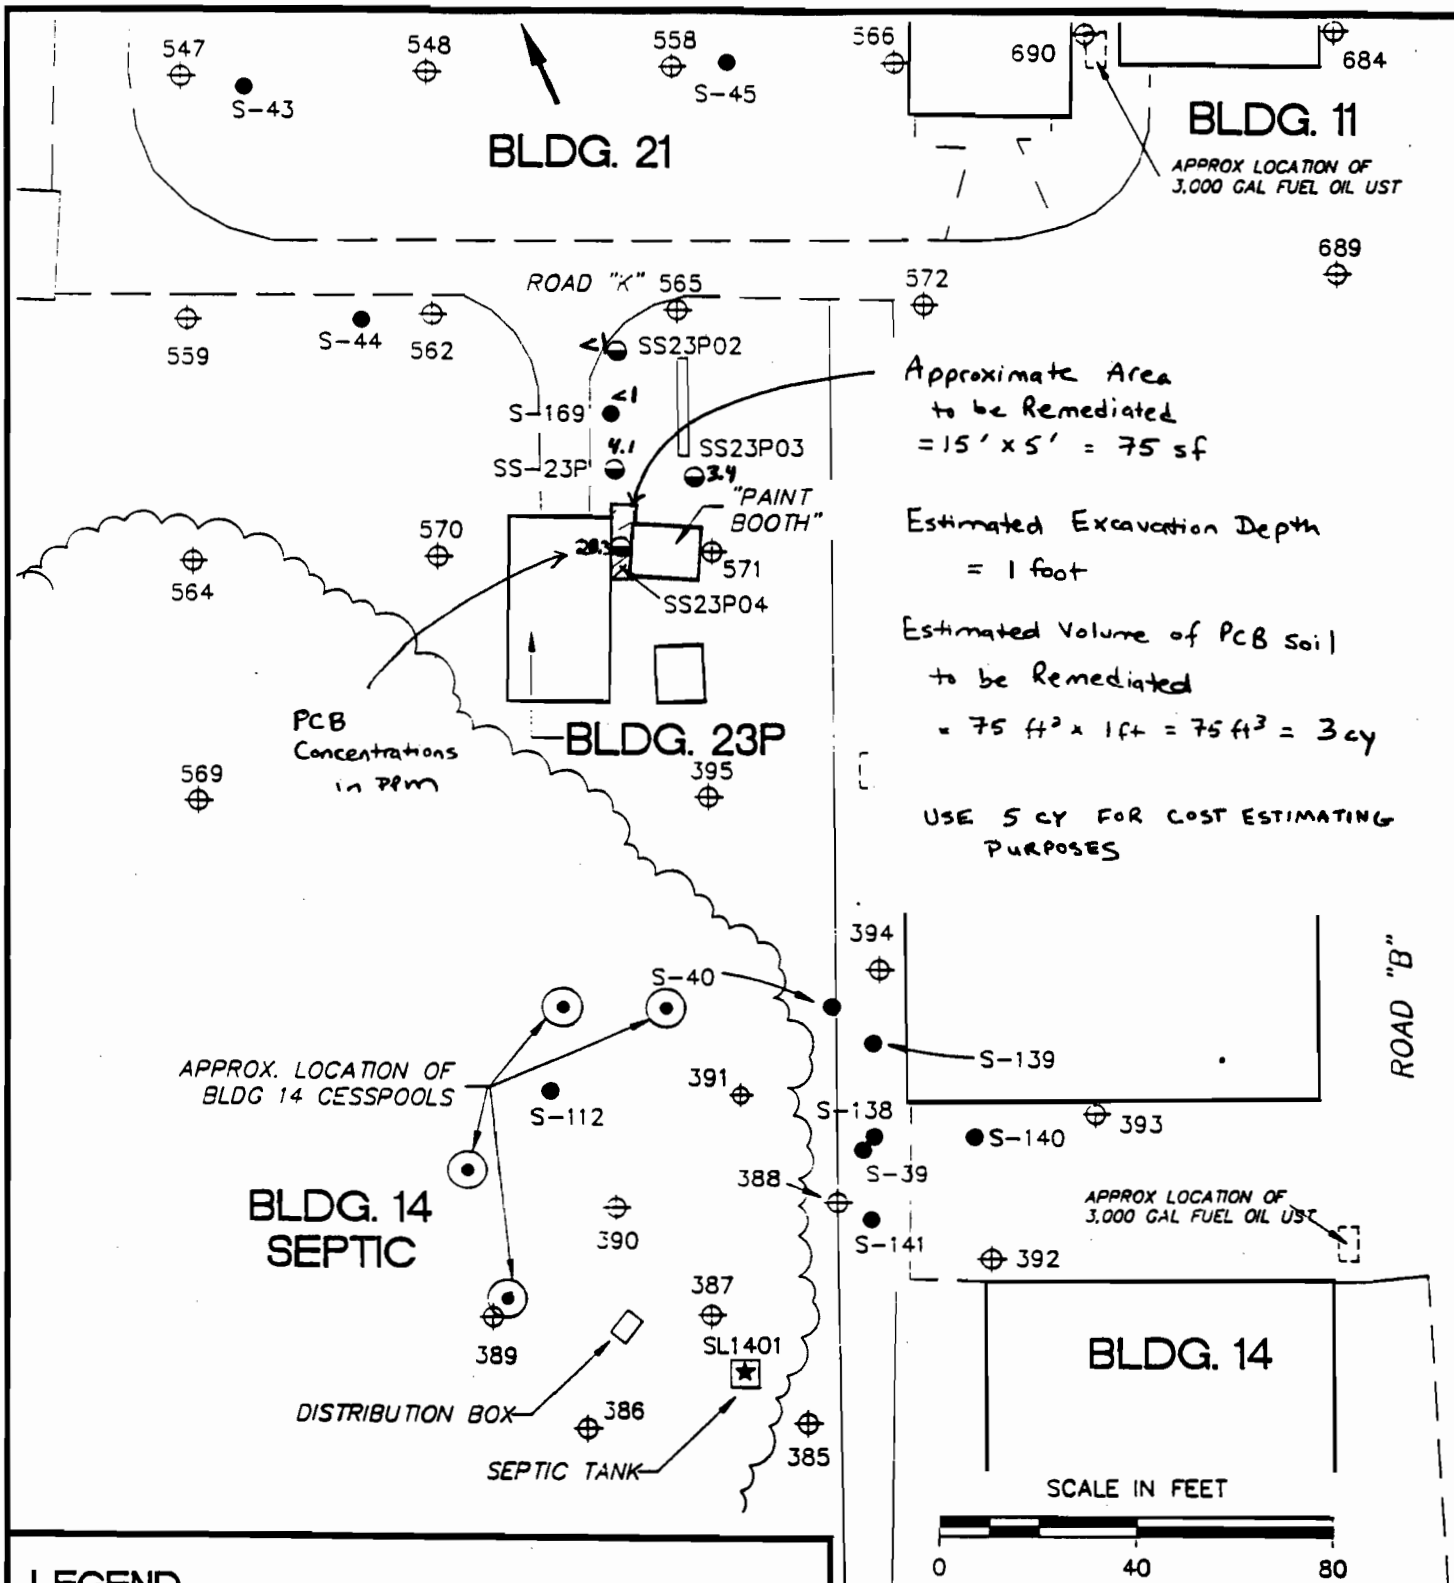 547
548
558
566
690
684
S-43
S-45
BLDG. 11
BLDG. 21
APPROX LOCATION OF
3,000 GAL FUEL OIL UST
689
ROAD "K"
565
572
559
S-44
562
<1
SS23P02
Approximate Area
to be Remediated
= 15' x 5' = 75 sf
<1
S-169
4.1
SS23P03
SS-23P
3.4
"PAINT
BOOTH"
Estimated Excavation Depth
= 1 foot
570
571
564
SS23P04
Estimated Volume of PCB Soil
to be Remediated
= 75 ft² x 1ft = 75 ft³ = 3 cy
PCB
Concentrations
in PPM
BLDG. 23P
569
395
USE 5 CY FOR COST ESTIMATING
PURPOSES
394
ROAD "B"
S-40
S-139
APPROX. LOCATION OF
BLDG 14 CESSPOOLS
391
S-112
S-138
393
S-140
S-39
388
BLDG. 14
SEPTIC
390
APPROX LOCATION OF
3,000 GAL FUEL OIL UST
S-141
392
387
389
SL1401
BLDG. 14
DISTRIBUTION BOX
386
385
SEPTIC TANK
SCALE IN FEET
0 40 80
LEGEND